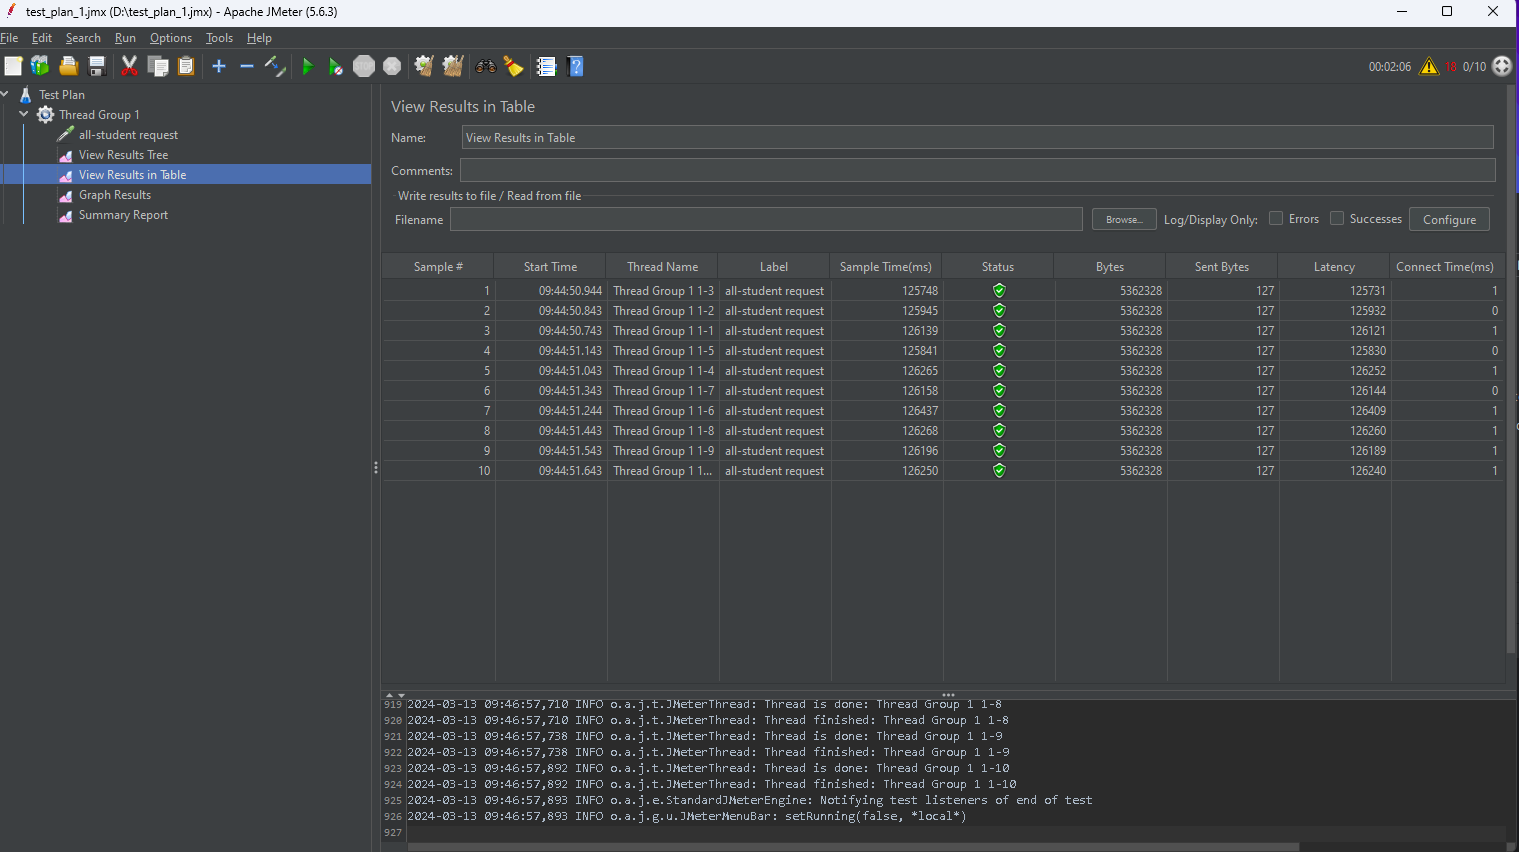 test_plan_1.jmx (D:\test_plan_1.jmx) - Apache JMeter (5.6.3)
File Edit Search Run Options Tools Help
00:02:06 18 0/10
Test Plan
Thread Group 1
all-student request
View Results Tree
View Results in Table
Graph Results
Summary Report
View Results in Table
Name: View Results in Table
Comments:
Write results to file / Read from file
Filename Browse... Log/Display Only: Errors Successes Configure
Sample # Start Time Thread Name Label Sample Time(ms) Status Bytes Sent Bytes Latency Connect Time(ms)
1 09:44:50.944 Thread Group 1 1-3 all-student request 125748 5362328 127 125731 1
2 09:44:50.843 Thread Group 1 1-2 all-student request 125945 5362328 127 125932 0
3 09:44:50.743 Thread Group 1 1-1 all-student request 126139 5362328 127 126121 1
4 09:44:51.143 Thread Group 1 1-5 all-student request 125841 5362328 127 125830 0
5 09:44:51.043 Thread Group 1 1-4 all-student request 126265 5362328 127 126252 1
6 09:44:51.343 Thread Group 1 1-7 all-student request 126158 5362328 127 126144 0
7 09:44:51.244 Thread Group 1 1-6 all-student request 126437 5362328 127 126409 1
8 09:44:51.443 Thread Group 1 1-8 all-student request 126268 5362328 127 126260 1
9 09:44:51.543 Thread Group 1 1-9 all-student request 126196 5362328 127 126189 1
10 09:44:51.643 Thread Group 1 1... all-student request 126250 5362328 127 126240 1
919 2024-03-13 09:46:57,710 INFO o.a.j.t.JMeterThread: Thread is done: Thread Group 1 1-8
920 2024-03-13 09:46:57,710 INFO o.a.j.t.JMeterThread: Thread finished: Thread Group 1 1-8
921 2024-03-13 09:46:57,738 INFO o.a.j.t.JMeterThread: Thread is done: Thread Group 1 1-9
922 2024-03-13 09:46:57,738 INFO o.a.j.t.JMeterThread: Thread finished: Thread Group 1 1-9
923 2024-03-13 09:46:57,892 INFO o.a.j.t.JMeterThread: Thread is done: Thread Group 1 1-10
924 2024-03-13 09:46:57,892 INFO o.a.j.t.JMeterThread: Thread finished: Thread Group 1 1-10
925 2024-03-13 09:46:57,893 INFO o.a.j.e.StandardJMeterEngine: Notifying test listeners of end of test
926 2024-03-13 09:46:57,893 INFO o.a.j.g.u.JMeterMenuBar: setRunning(false, *local*)
927